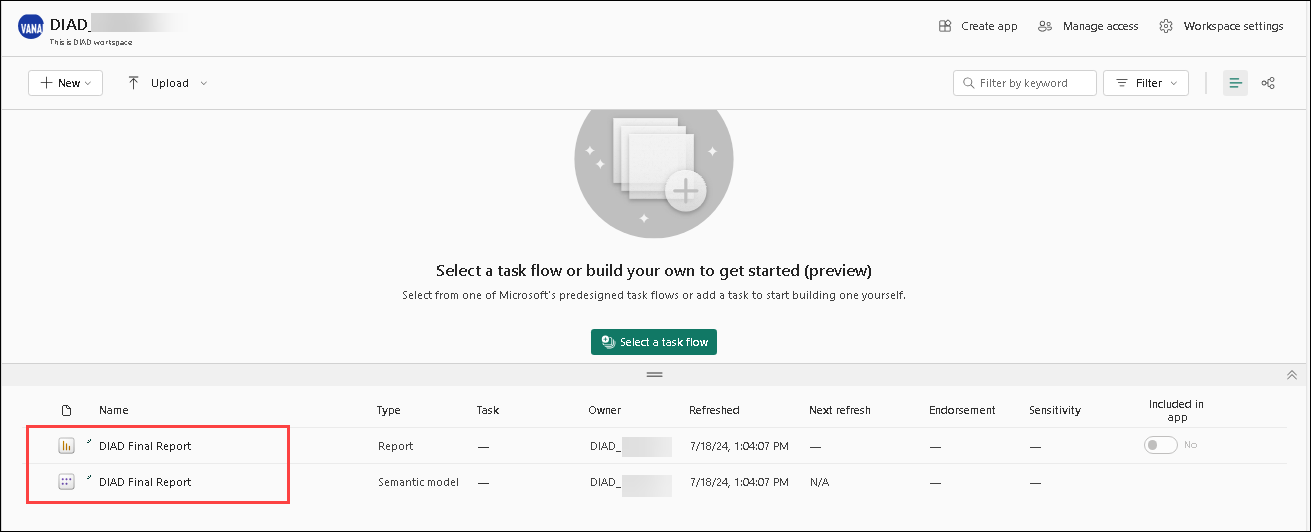 VANA
DIAD_
This is DIAD workspace
Create app
Manage access
Workspace settings
New
Upload
Filter by keyword
Filter
Select a task flow or build your own to get started (preview)
Select from one of Microsoft's predesigned task flows or add a task to start building one yourself.
Select a task flow
Name Type Task Owner Refreshed Next refresh Endorsement Sensitivity Included in
app
DIAD Final Report Report — DIAD_ 7/18/24, 1:04:07 PM — — — No
DIAD Final Report Semantic model — DIAD_ 7/18/24, 1:04:07 PM N/A — —